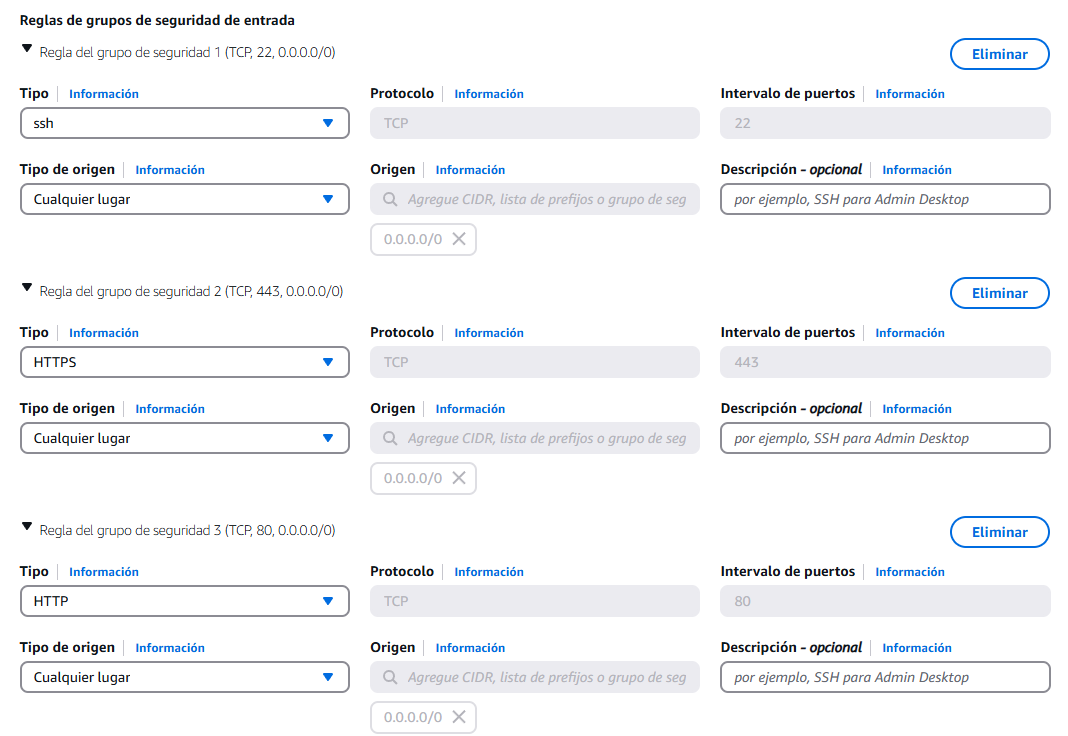 Reglas de grupos de seguridad de entrada
Regla del grupo de seguridad 1 (TCP, 22, 0.0.0.0/0)
Eliminar
Tipo Información Protocolo Información Intervalo de puertos Información
ssh TCP 22
Tipo de origen Información Origen Información Descripción - opcional Información
Cualquier lugar Agregue CIDR, lista de prefijos o grupo de seg por ejemplo, SSH para Admin Desktop
0.0.0.0/0
Regla del grupo de seguridad 2 (TCP, 443, 0.0.0.0/0)
Eliminar
Tipo Información Protocolo Información Intervalo de puertos Información
HTTPS TCP 443
Tipo de origen Información Origen Información Descripción - opcional Información
Cualquier lugar Agregue CIDR, lista de prefijos o grupo de seg por ejemplo, SSH para Admin Desktop
0.0.0.0/0
Regla del grupo de seguridad 3 (TCP, 80, 0.0.0.0/0)
Eliminar
Tipo Información Protocolo Información Intervalo de puertos Información
HTTP TCP 80
Tipo de origen Información Origen Información Descripción - opcional Información
Cualquier lugar Agregue CIDR, lista de prefijos o grupo de seg por ejemplo, SSH para Admin Desktop
0.0.0.0/0